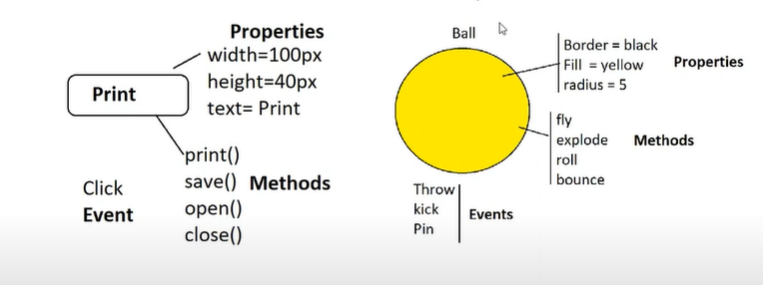 Properties
width=100px
height=40px
text= Print
Print
print()
save() Methods
open()
close()
Click
Event
Ball
Border = black
Fill = yellow
radius = 5
Properties
fly
explode
roll
bounce
Methods
Throw
kick
Pin
Events